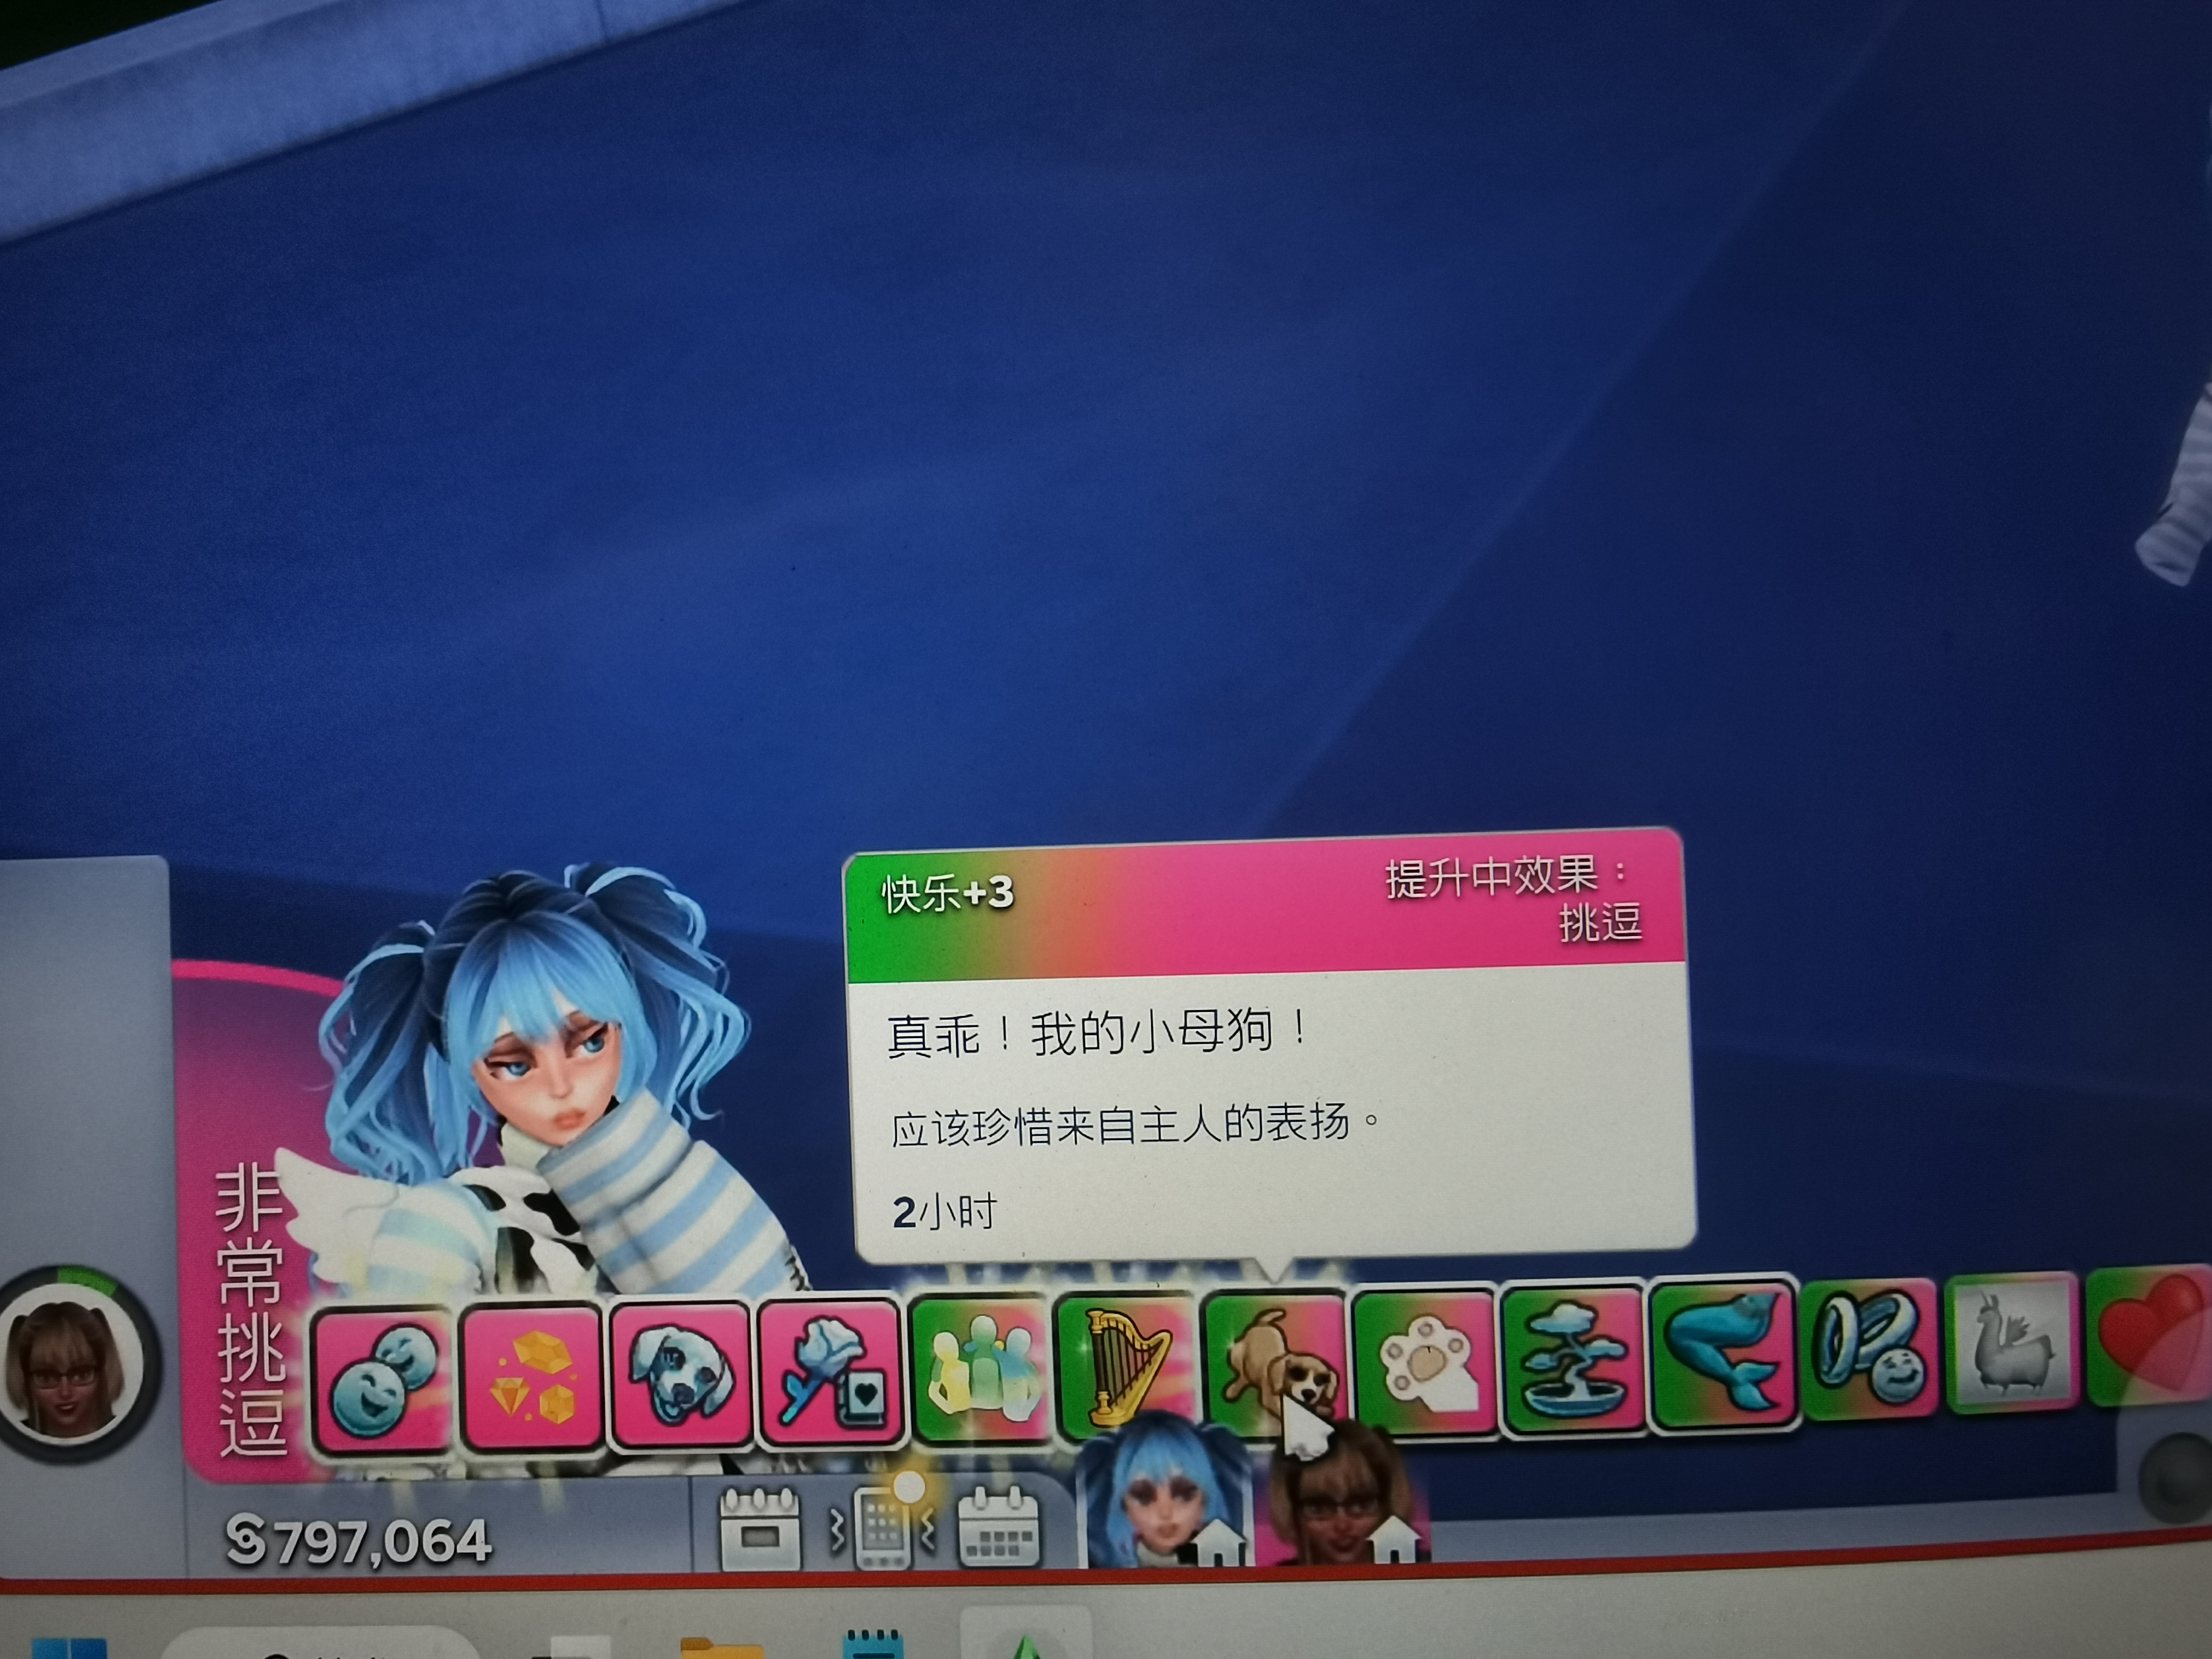 快乐+3
提升中效果：
挑逗
真乖！我的小母狗！
应该珍惜来自主人的表扬。
2小时
非常挑逗
§797,064